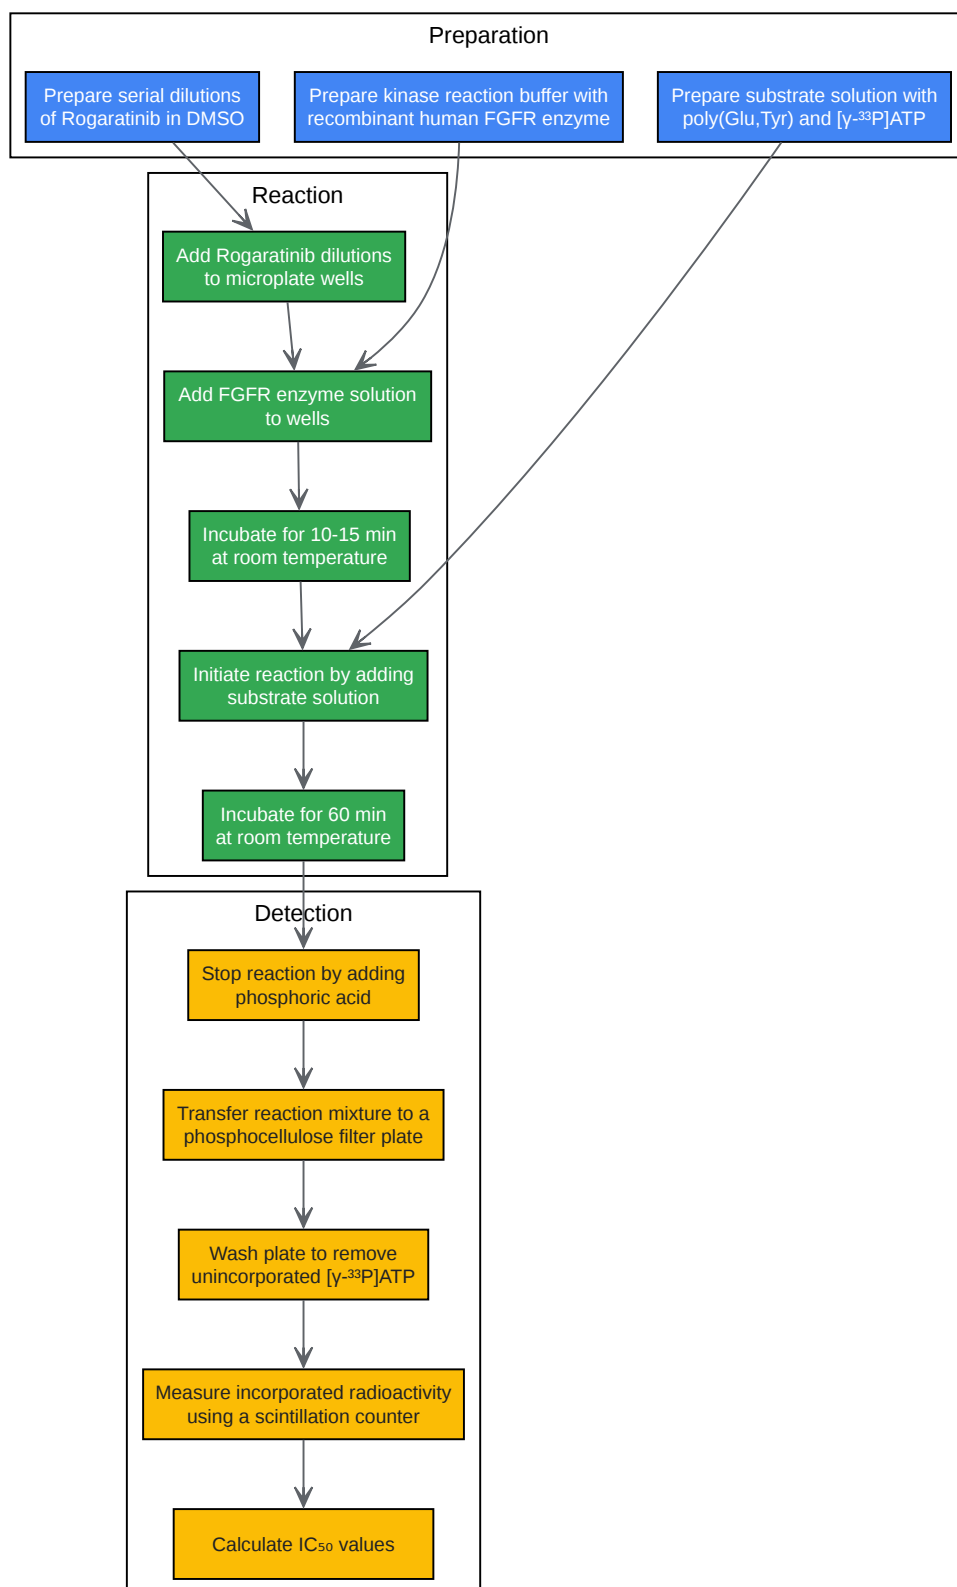 Preparation
Prepare serial dilutions
of Rogaratinib in DMSO
Prepare kinase reaction buffer with
recombinant human FGFR enzyme
Prepare substrate solution with
poly(Glu,Tyr) and [γ-³³P]ATP
Reaction
Add Rogaratinib dilutions
to microplate wells
Add FGFR enzyme solution
to wells
Incubate for 10-15 min
at room temperature
Initiate reaction by adding
substrate solution
Incubate for 60 min
at room temperature
Detection
Stop reaction by adding
phosphoric acid
Transfer reaction mixture to a
phosphocellulose filter plate
Wash plate to remove
unincorporated [γ-³³P]ATP
Measure incorporated radioactivity
using a scintillation counter
Calculate IC₅₀ values